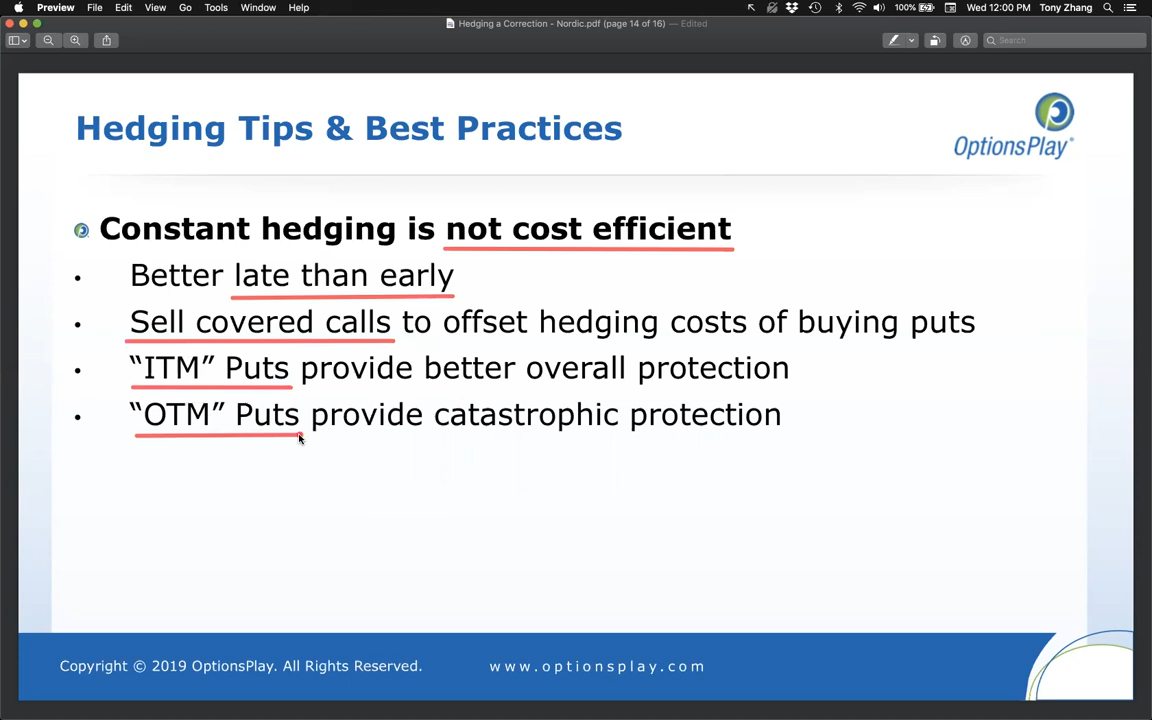 Preview File Edit View Go Tools Window Help 100% Wed 12:00 PM Tony Zhang
Hedging a Correction - Nordic.pdf (page 14 of 16) — Edited
Search
Hedging Tips & Best Practices
OptionsPlay®
Constant hedging is not cost efficient
• Better late than early
• Sell covered calls to offset hedging costs of buying puts
• “ITM” Puts provide better overall protection
• “OTM” Puts provide catastrophic protection
Copyright © 2019 OptionsPlay. All Rights Reserved. www.optionsplay.com